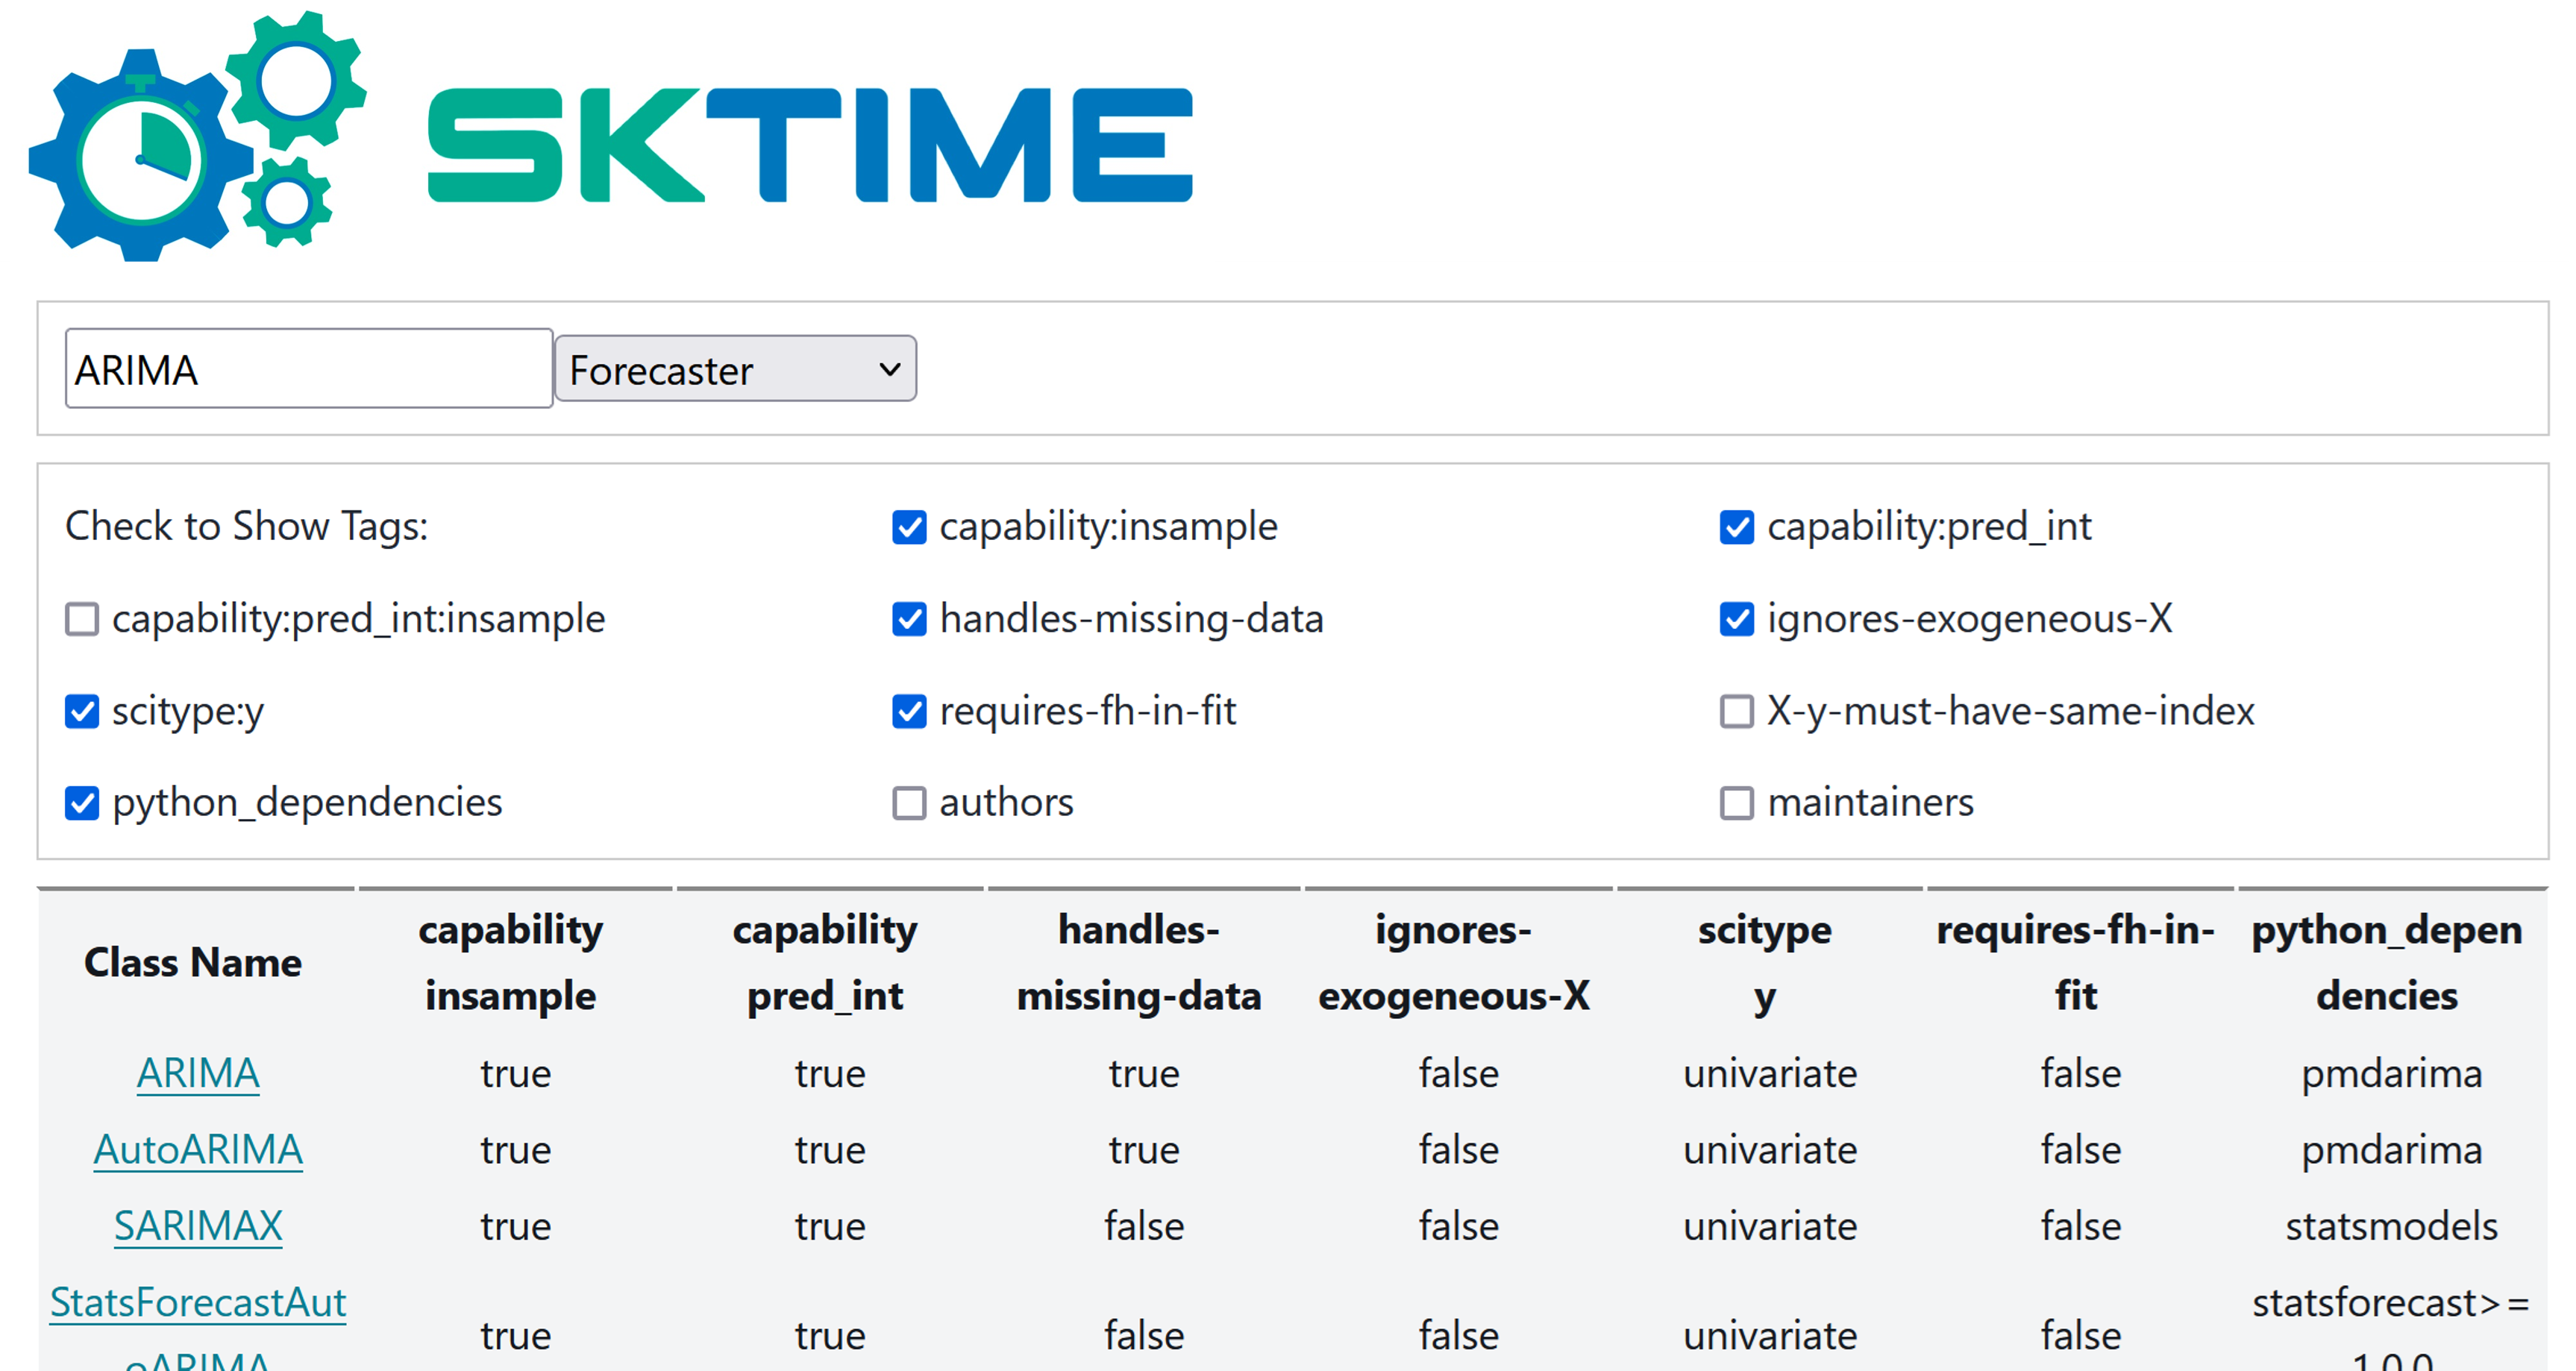 SKTIME
ARIMA Forecaster
Check to Show Tags: capability:insample capability:pred_int
capability:pred_int:insample handles-missing-data ignores-exogeneous-X
scitype:y requires-fh-in-fit X-y-must-have-same-index
python_dependencies authors maintainers
Class Name capability insample capability pred_int handles-missing-data ignores-exogeneous-X scitype y requires-fh-in-fit python_dependencies
ARIMA true true true false univariate false pmdarima
AutoARIMA true true true false univariate false pmdarima
SARIMAX true true false false univariate false statsmodels
StatsForecastAutoARIMA true true false false univariate false statsforecast>=1.0.0